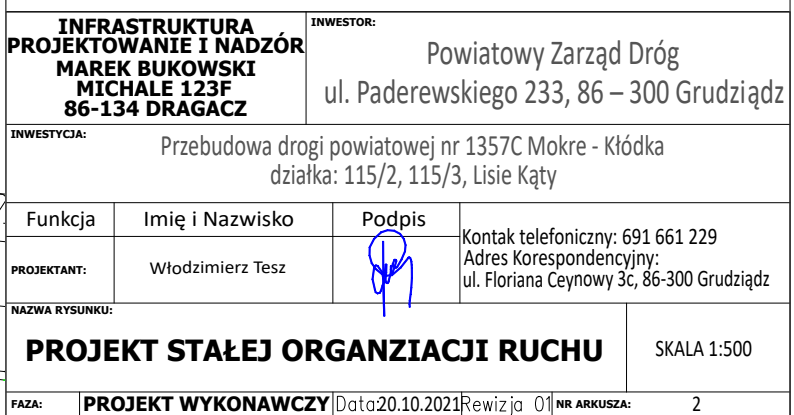 INFRASTRUKTURA
PROJEKTOWANIE I NADZÓR
MAREK BUKOWSKI
MICHALE 123F
86-134 DRAGACZ
INWESTOR:
Powiatowy Zarząd Dróg
ul. Paderewskiego 233, 86 – 300 Grudziądz
INWESTYCJA:
Przebudowa drogi powiatowej nr 1357C Mokre - Kłódka
działka: 115/2, 115/3, Lisie Kąty
Funkcja Imię i Nazwisko Podpis
Kontak telefoniczny: 691 661 229
Adres Korespondencyjny:
ul. Floriana Ceynowy 3c, 86-300 Grudziądz
PROJEKTANT: Włodzimierz Tesz
NAZWA RYSUNKU:
PROJEKT STAŁEJ ORGANZIACJI RUCHU
SKALA 1:500
FAZA: PROJEKT WYKONAWCZY Data:20.10.2021 Rewizja 01 NR ARKUSZA: 2